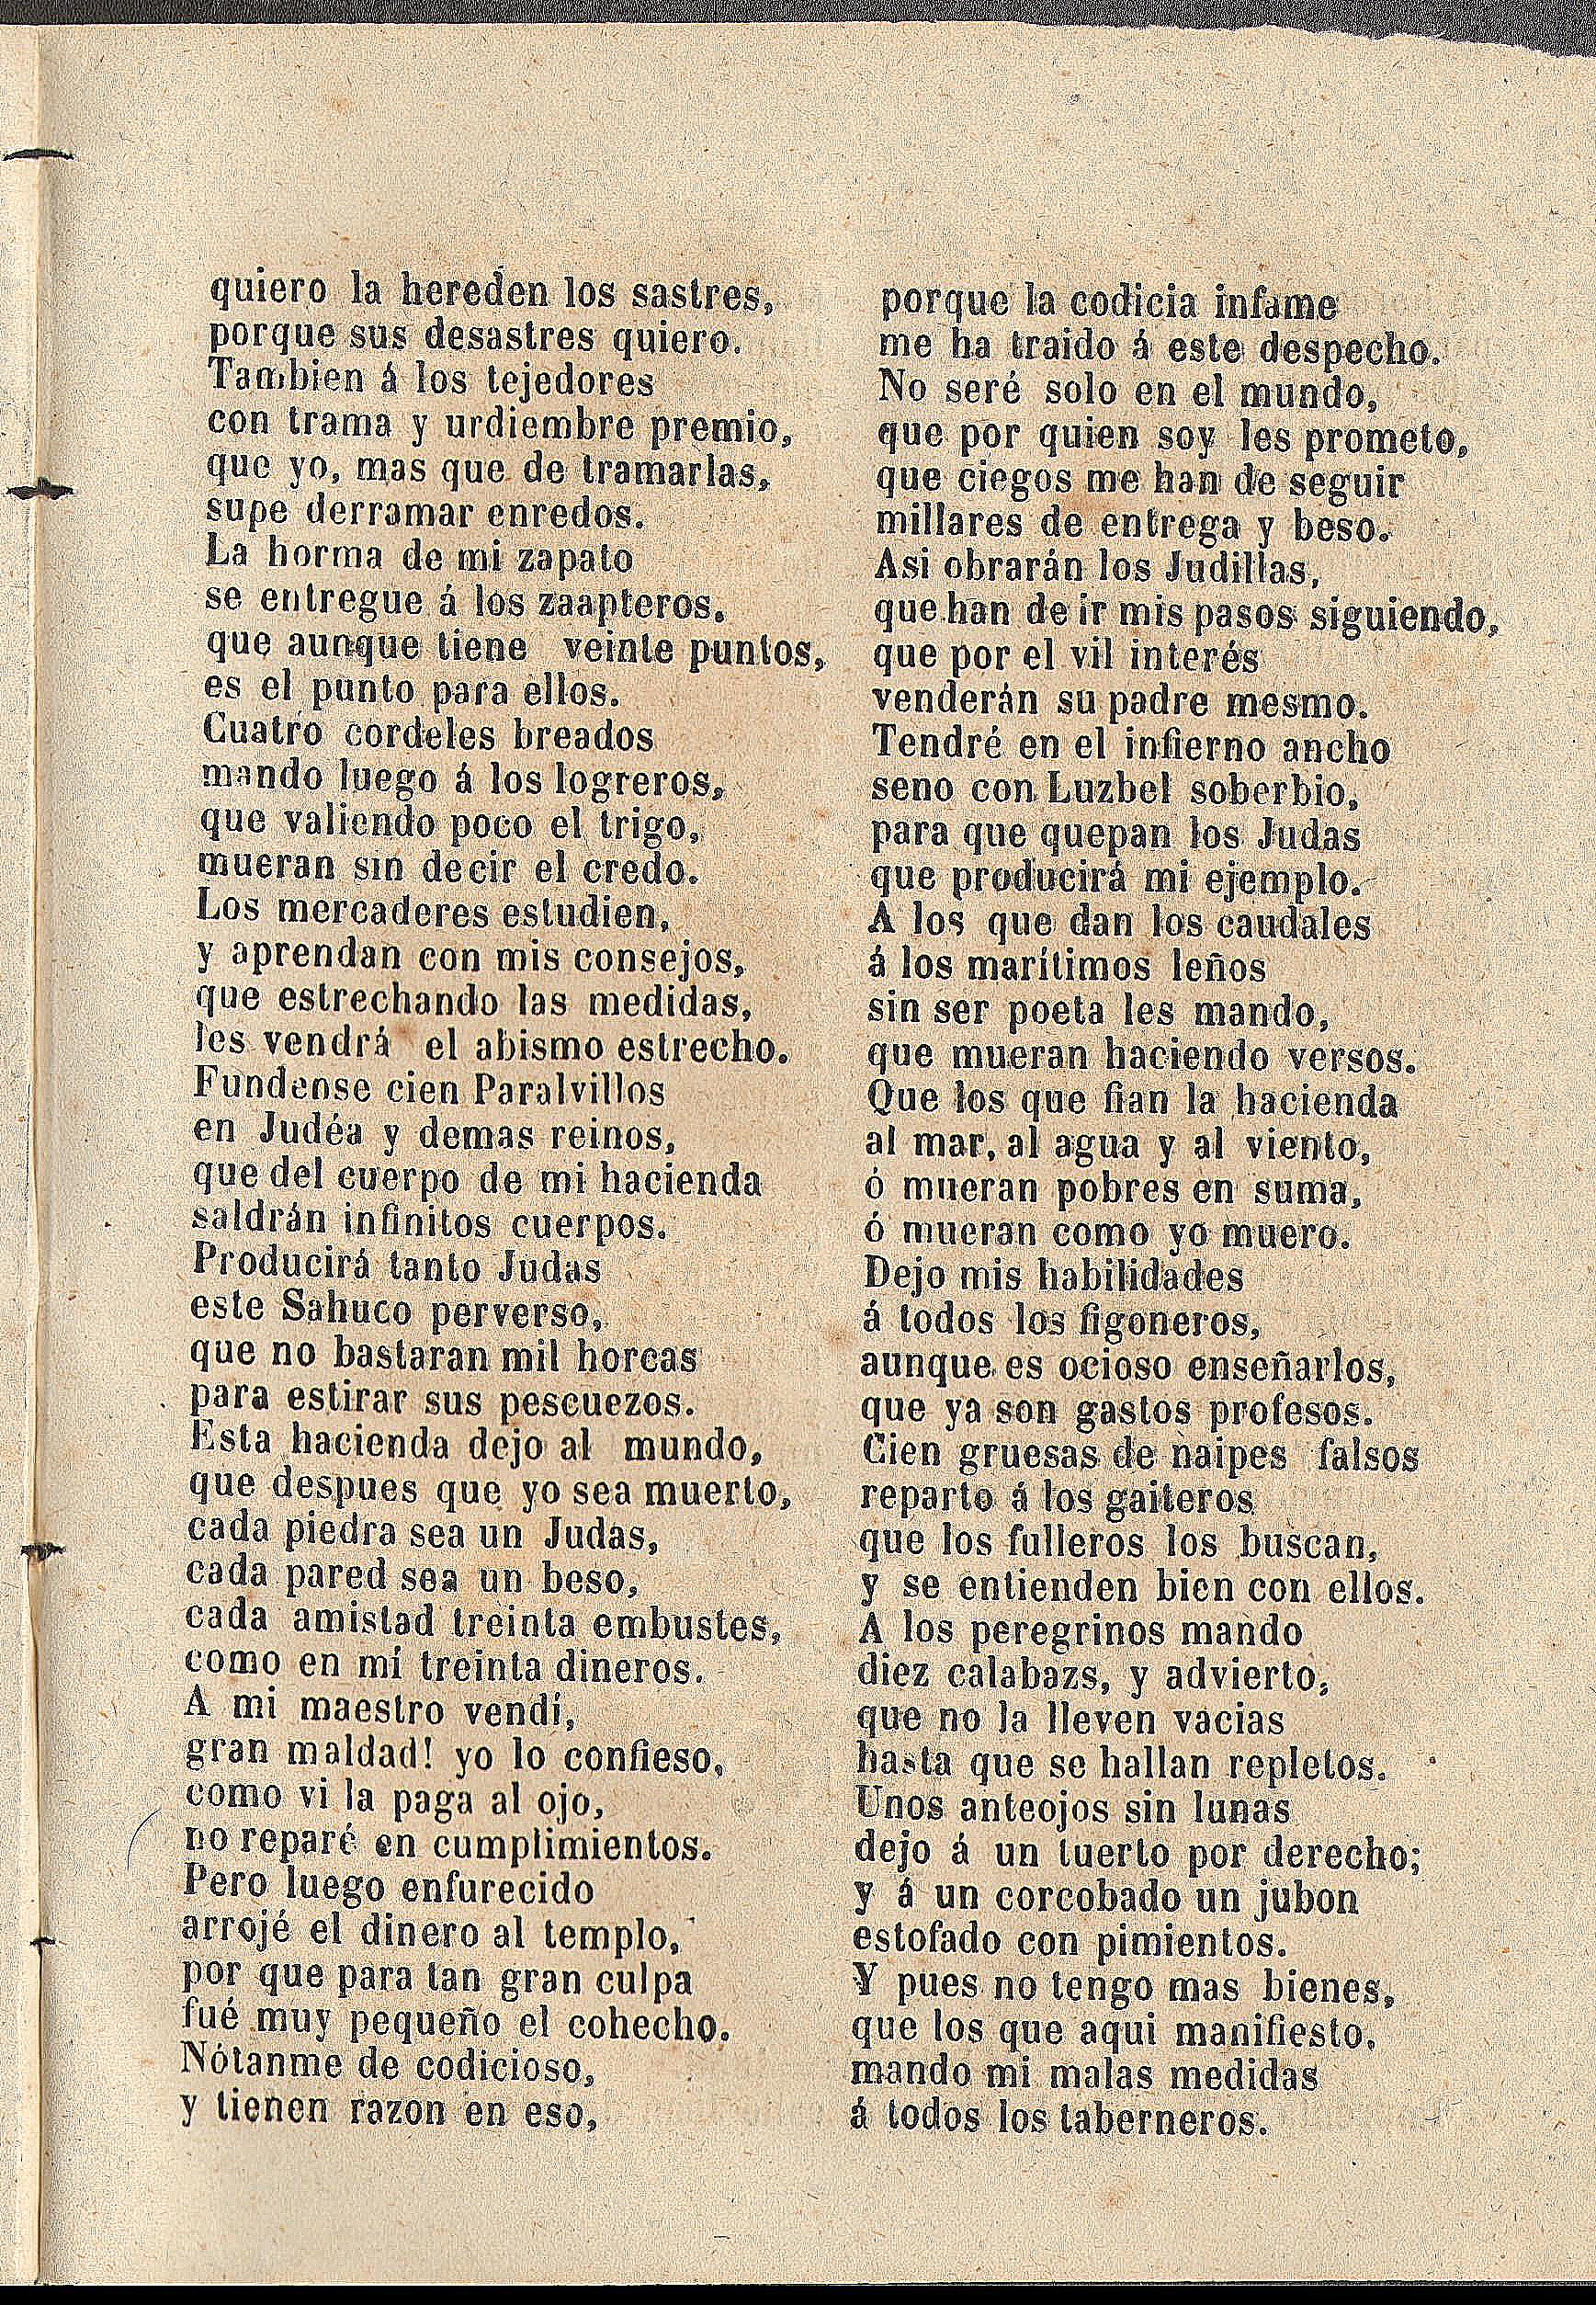 quiero la hereden los sastres,
porque sus desastres quiero.
Tambien á los tejedores
con trama y urdiembre premio,
que yo, mas que de tramarlas,
supe derramar enredos.
La horma de mi zapato
se entregue á los zaapteros.
que aunque tiene veinte puntos,
es el punto para ellos.
Cuatro cordeles breados
mando luego á los logreros,
que valiendo poco el trigo,
mueran sin decir el credo.
Los mercaderes estudien,
y aprendan con mis consejos,
que estrechando las medidas,
les vendrá el abismo estrecho.
Fundense cien Paralvillos
en Judéa y demas reinos,
que del cuerpo de mi hacienda
saldrán infinitos cuerpos.
Producirá tanto Judas
este Sahuco perverso,
que no bastaran mil horcas
para estirar sus pescuezos.
Esta hacienda dejo al mundo,
que despues que yo sea muerto,
cada piedra sea un Judas,
cada pared sea un beso,
cada amistad treinta embustes,
como en mí treinta dineros.
A mi maestro vendí,
gran maldad! yo lo confieso,
como vi la paga al ojo,
no reparé en cumplimientos.
Pero luego enfurecido
arrojé el dinero al templo,
por que para tan gran culpa
fué muy pequeño el cohecho.
Nótanme de codicioso,
y tienen razon en eso,
porque la codicia infame
me ha traido á este despecho.
No seré solo en el mundo,
que por quien soy les prometo,
que ciegos me han de seguir
millares de entrega y beso.
Asi obrarán los Judillas,
que han de ir mis pasos siguiendo,
que por el vil interés
venderán su padre mesmo.
Tendré en el infierno ancho
seno con Luzbel soberbio,
para que quepan los Judas
que producirá mi ejemplo.
A los que dan los caudales
á los marítimos leños
sin ser poeta les mando,
que mueran haciendo versos.
Que los que fian la hacienda
al mar, al agua y al viento,
ó mueran pobres en suma,
ó mueran como yo muero.
Dejo mis habilidades
á todos los figoneros,
aunque es ocioso enseñarlos,
que ya son gastos profesos.
Cien gruesas de naipes falsos
reparto á los gaiteros
que los fulleros los buscan,
y se entienden bien con ellos.
A los peregrinos mando
diez calabazs, y advierto,
que no la lleven vacias
hasta que se hallan repletos.
Unos anteojos sin lunas
dejo á un tuerto por derecho;
y á un corcobado un jubon
estofado con pimientos.
Y pues no tengo mas bienes,
que los que aqui manifiesto,
mando mi malas medidas
á todos los taberneros.